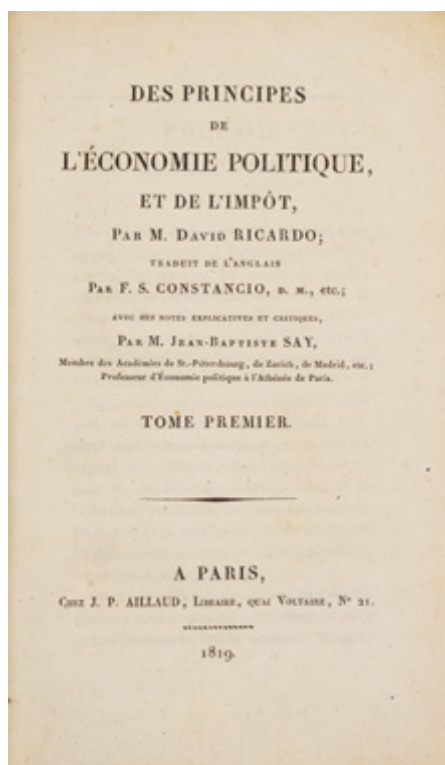 DES PRINCIPES
DE
L'ÉCONOMIE POLITIQUE,
ET DE L'IMPÔT,
PAR M. DAVID RICARDO;
TRADUIT DE L'ANGLAIS
PAR F. S. CONSTANCIO, D. M., etc.;
AVEC DES NOTES EXPLICATIVES ET CRITIQUES,
PAR M. JEAN-BAPTISTE SAY,
Membre des Académies de St.-Pétersbourg, de Zurich, de Madrid, etc.;
Professeur d'Économie politique à l'Athénée de Paris.
TOME PREMIER.
A PARIS,
CHEZ J. P. AILLAUD, LIBRAIRE, QUAI VOLTAIRE, N° 21.
1819.